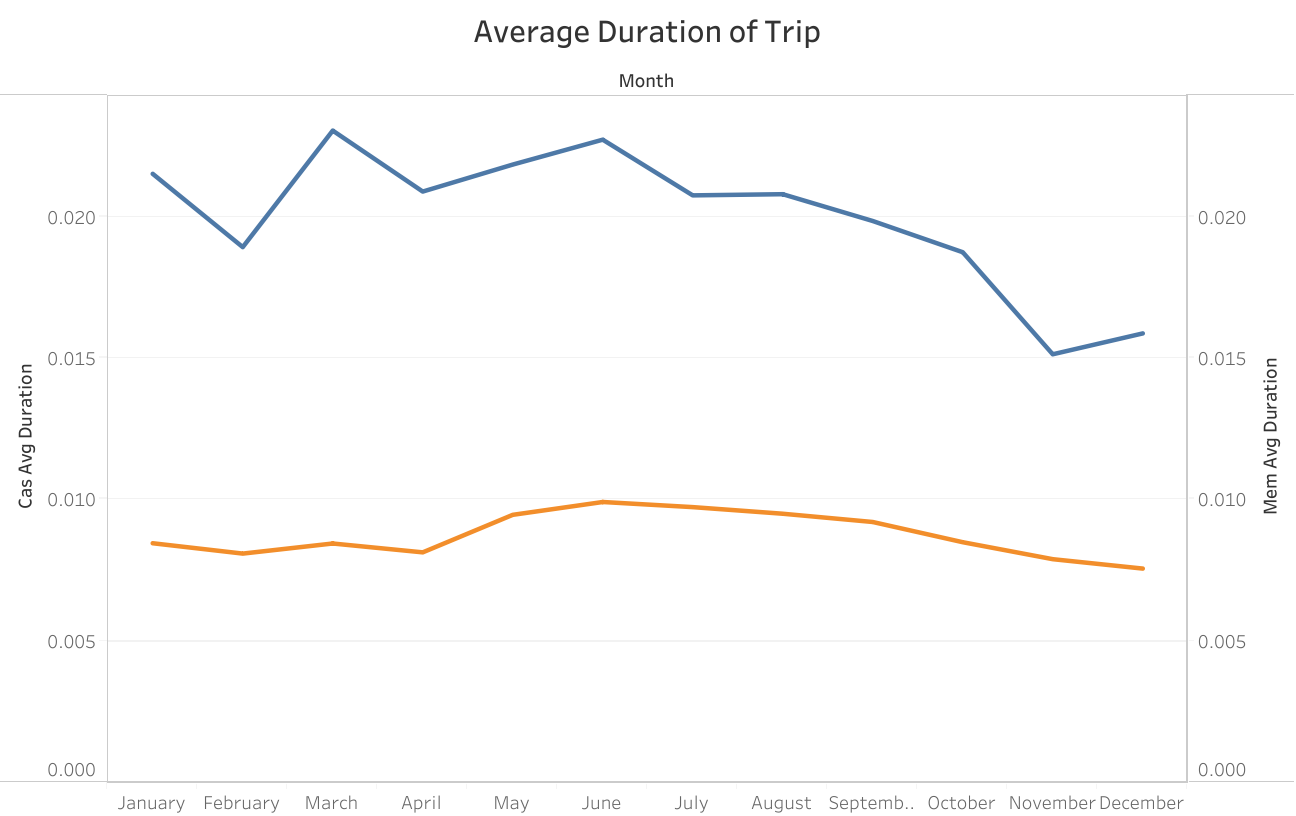 Average Duration of Trip
Month
Cas Avg Duration
0.020
0.015
0.010
0.005
0.000
Mem Avg Duration
0.020
0.015
0.010
0.005
0.000
January February March April May June July August Septemb.. October November December